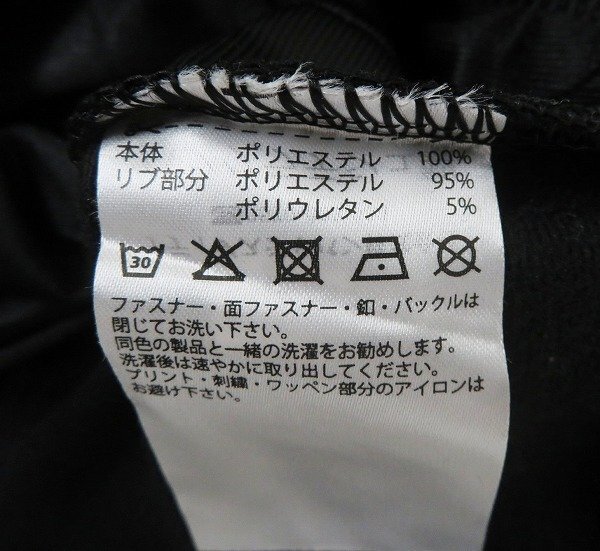 本体 ポリエステル 100%
リブ部分 ポリエステル 95%
ポリウレタン 5%
30
ファスナー・面ファスナー・釦・バックルは
閉じてお洗い下さい。
同色の製品と一緒の洗濯をお勧めします。
洗濯後は速やかに取り出してください。
プリント・刺繍・ワッペン部分のアイロンは
お避け下さい。